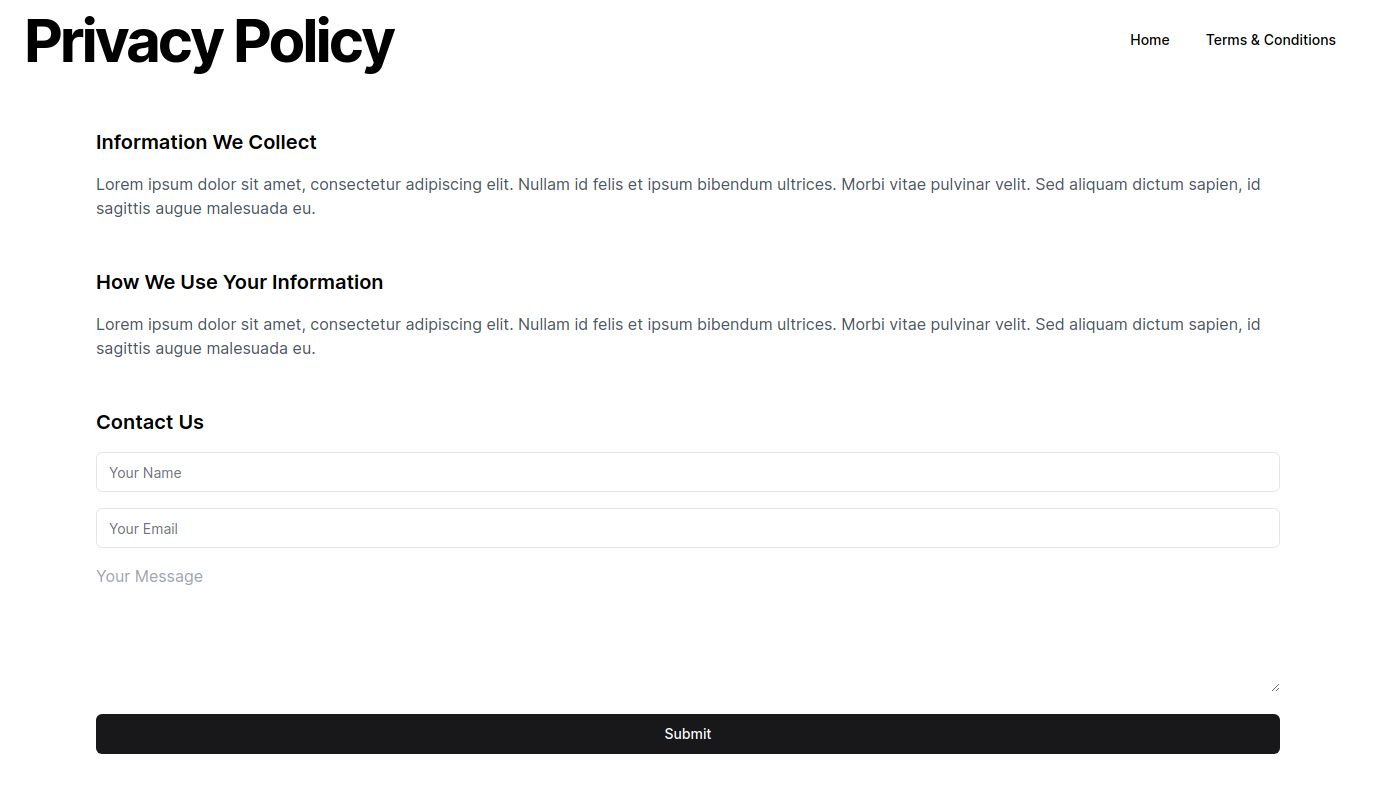 Privacy Policy
Home
Terms & Conditions
Information We Collect
Lorem ipsum dolor sit amet, consectetur adipiscing elit. Nullam id felis et ipsum bibendum ultrices. Morbi vitae pulvinar velit. Sed aliquam dictum sapien, id
sagittis augue malesuada eu.
How We Use Your Information
Lorem ipsum dolor sit amet, consectetur adipiscing elit. Nullam id felis et ipsum bibendum ultrices. Morbi vitae pulvinar velit. Sed aliquam dictum sapien, id
sagittis augue malesuada eu.
Contact Us
Your Name
Your Email
Your Message
Submit